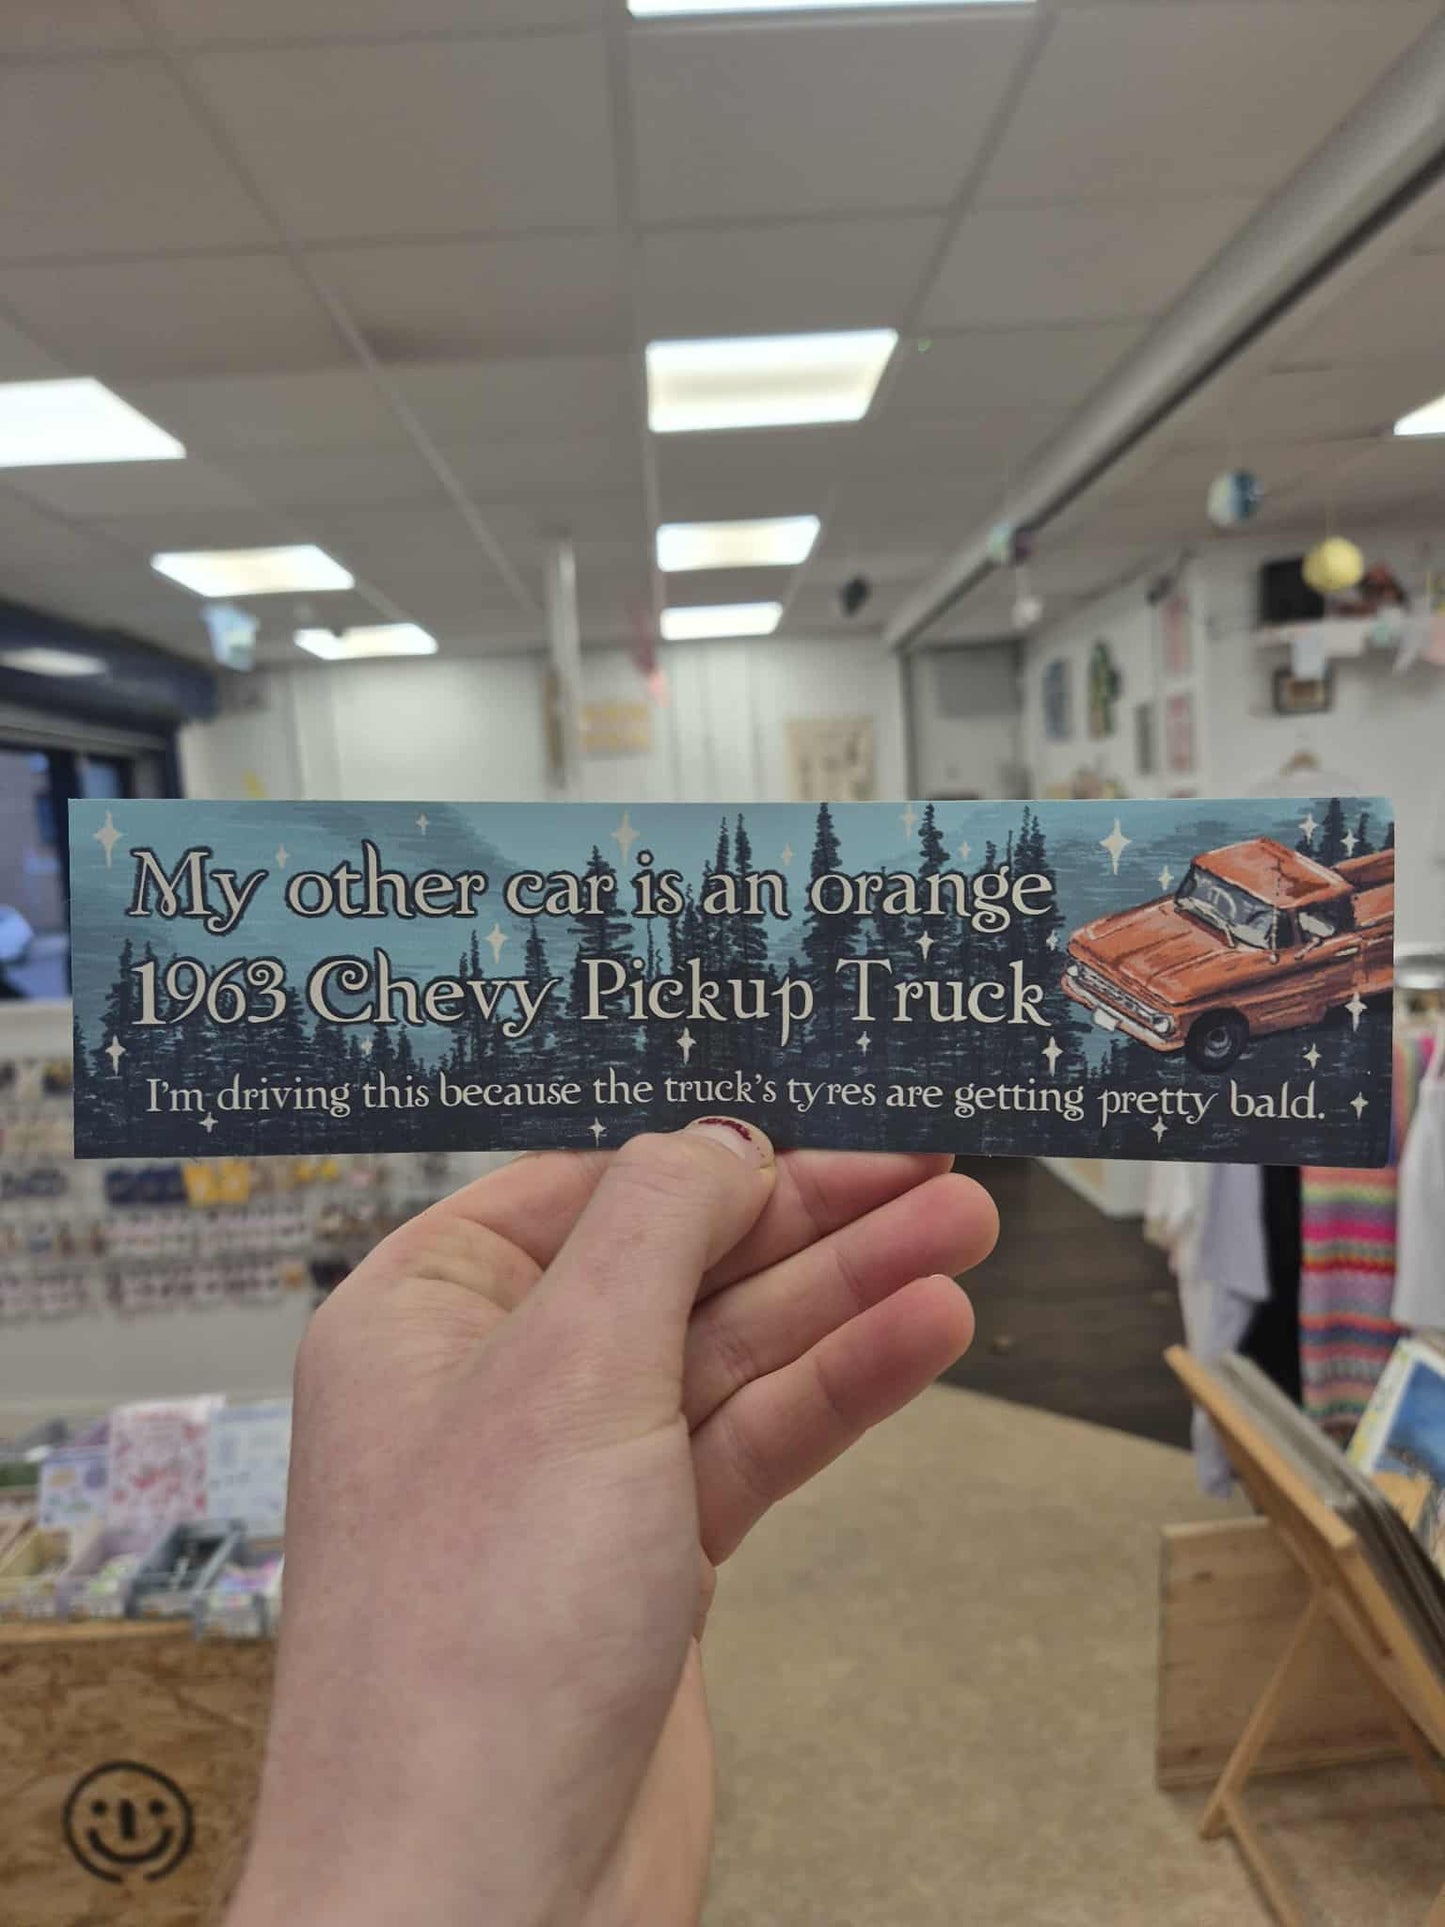 My other car is an orange
1963 Chevy Pickup Truck
I'm driving this because the truck's tyres are getting pretty bald.